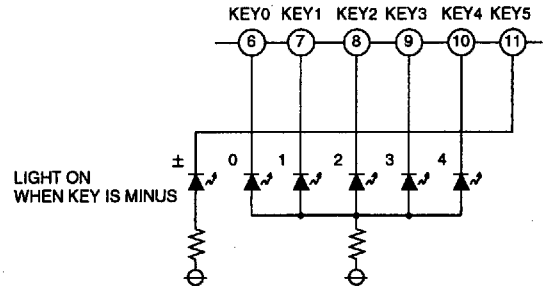 KEY0 KEY1 KEY2 KEY3 KEY4 KEY5
6 7 8 9 10 11
± 0 1 2 3 4
LIGHT ON
WHEN KEY IS MINUS